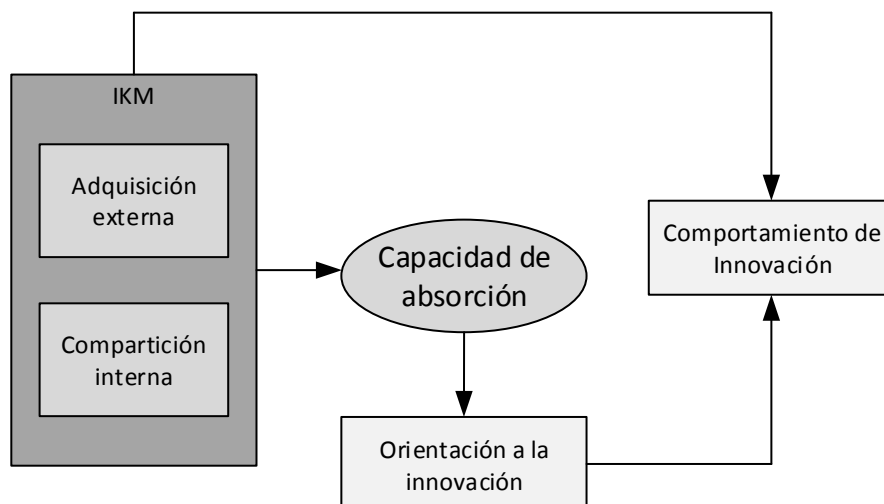 IKM
Adquisición
externa
Compartición
interna
Capacidad de
absorción
Orientación a la
innovación
Comportamiento de
Innovación